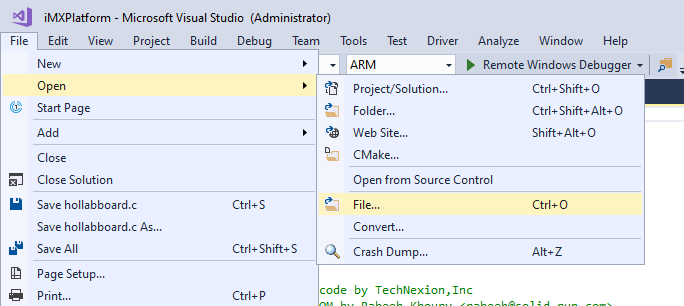 iMXPlatform - Microsoft Visual Studio (Administrator)
File Edit View Project Build Debug Team Tools Test Driver Analyze Window Help
New
Open
Start Page
Add
Close
Close Solution
Save hollabboard.c Ctrl+S
Save hollabboard.c As...
Save All Ctrl+Shift+S
Page Setup...
Print... Ctrl+P
ARM Remote Windows Debugger
Project/Solution... Ctrl+Shift+O
Folder... Ctrl+Shift+Alt+O
Web Site... Shift+Alt+O
CMake...
Open from Source Control
File... Ctrl+O
Convert...
Crash Dump... Alt+Z
code by TechNexion,Inc
by Rabeeh Khoury